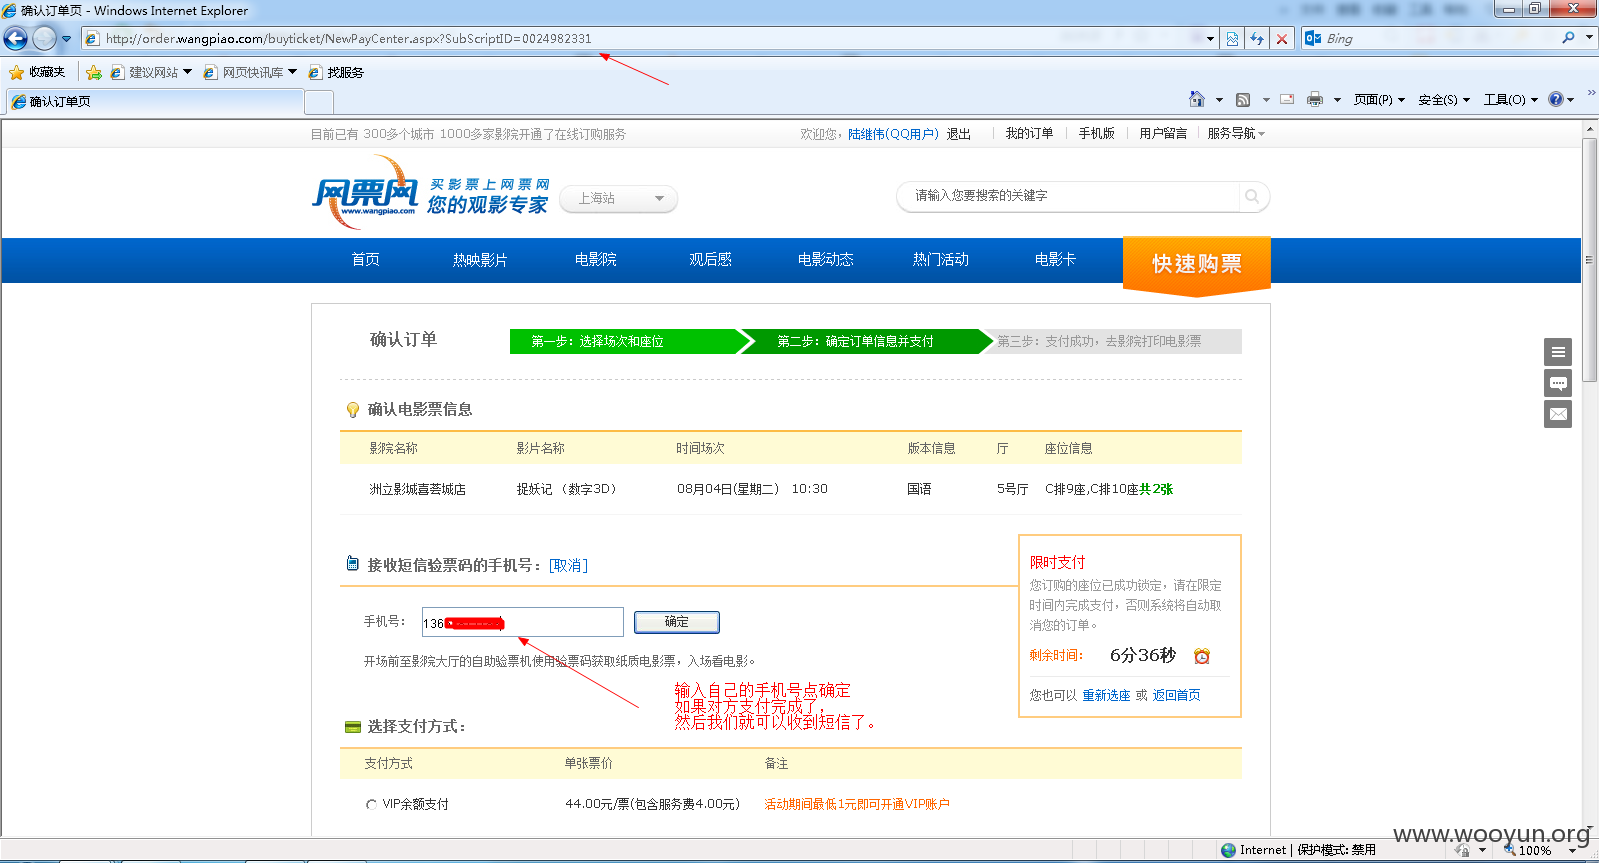 确认订单页 - Windows Internet Explorer
http://order.wangpiao.com/buyticket/NewPayCenter.aspx?SubScriptID=0024982331
Bing
收藏夹 建议网站 网页快讯库 找服务
确认订单页
页面(P) 安全(S) 工具(O)
目前已有 300多个城市 1000多家影院开通了在线订购服务
欢迎您，陆继伟(QQ用户) 退出 我的订单 手机版 用户留言 服务导航
网票网
www.wangpiao.com
买影票上网票网
您的观影专家
上海站
请输入您要搜索的关键字
首页 热映影片 电影院 观后感 电影动态 热门活动 电影卡 快速购票
确认订单
第一步：选择场次和座位 第二步：确定订单信息并支付 第三步：支付成功，去影院打印电影票
确认电影票信息
影院名称 影片名称 时间场次 版本信息 厅 座位信息
洲立影城喜荟城店 捉妖记 （数字3D） 08月04日(星期二) 10:30 国语 5号厅 C排9座,C排10座共2张
接收短信验票码的手机号：[取消]
手机号： 136 确定
开场前至影院大厅的自助验票机使用验票码获取纸质电影票，入场看电影。
输入自己的手机号点确定
如果对方支付完成了，
然后我们就可以收到短信了。
限时支付
您订购的座位已成功锁定，请在限定
时间内完成支付，否则系统将自动取
消您的订单。
剩余时间： 6分36秒
您也可以 重新选座 或 返回首页
选择支付方式：
支付方式 单张票价 备注
VIP余额支付 44.00元/票(包含服务费4.00元) 活动期间最低1元即可开通VIP账户
www.wooyun.org
Internet | 保护模式: 禁用 100%